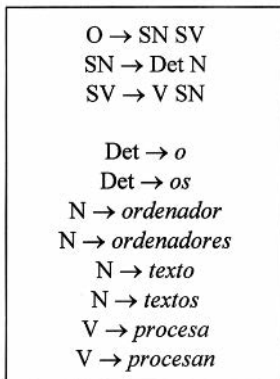 O → SN SV
SN → Det N
SV → V SN
Det → o
Det → os
N → ordenador
N → ordenadores
N → texto
N → textos
V → procesa
V → procesan